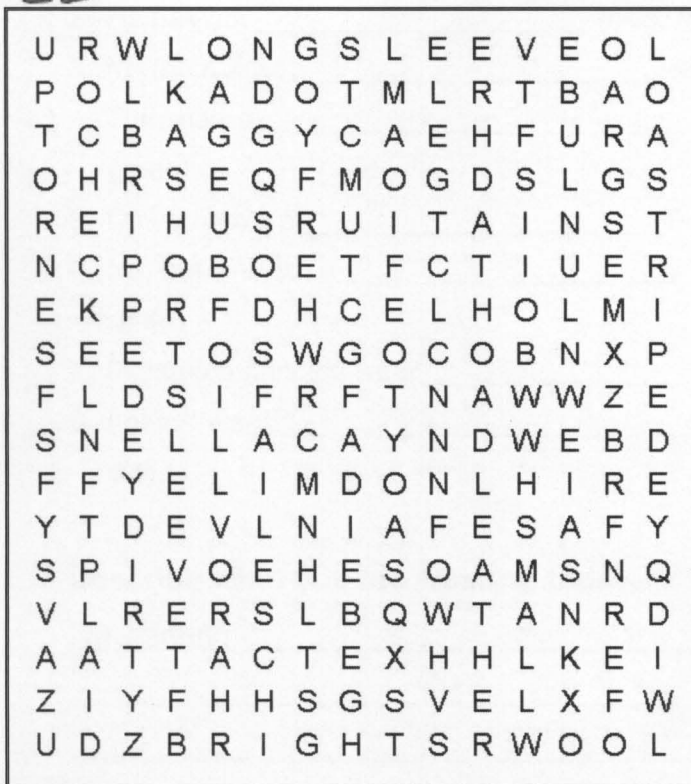 U R W L O N G S L E E V E O L
P O L K A D O T M L R T B A O
T C B A G G Y C A E H F U R A
O H R S E Q F M O G D S L G S
R E I H U S R U I T A I N S T
N C P O B O E T F C T I U E R
E K P R F D H C E L H O L M I
S E E T O S W G O C O B N X P
F L D S I F R F T N A W W Z E
S N E L L A C A Y N D W E B D
F F Y E L I M D O N L H I R E
Y T D E V L N I A F E S A F Y
S P I V O E H E S O A M S N Q
V L R E R S L B Q W T A N R D
A A T T A C T E X H H L K E I
Z I Y F H H S G S V E L X F W
U D Z B R I G H T S R W O O L